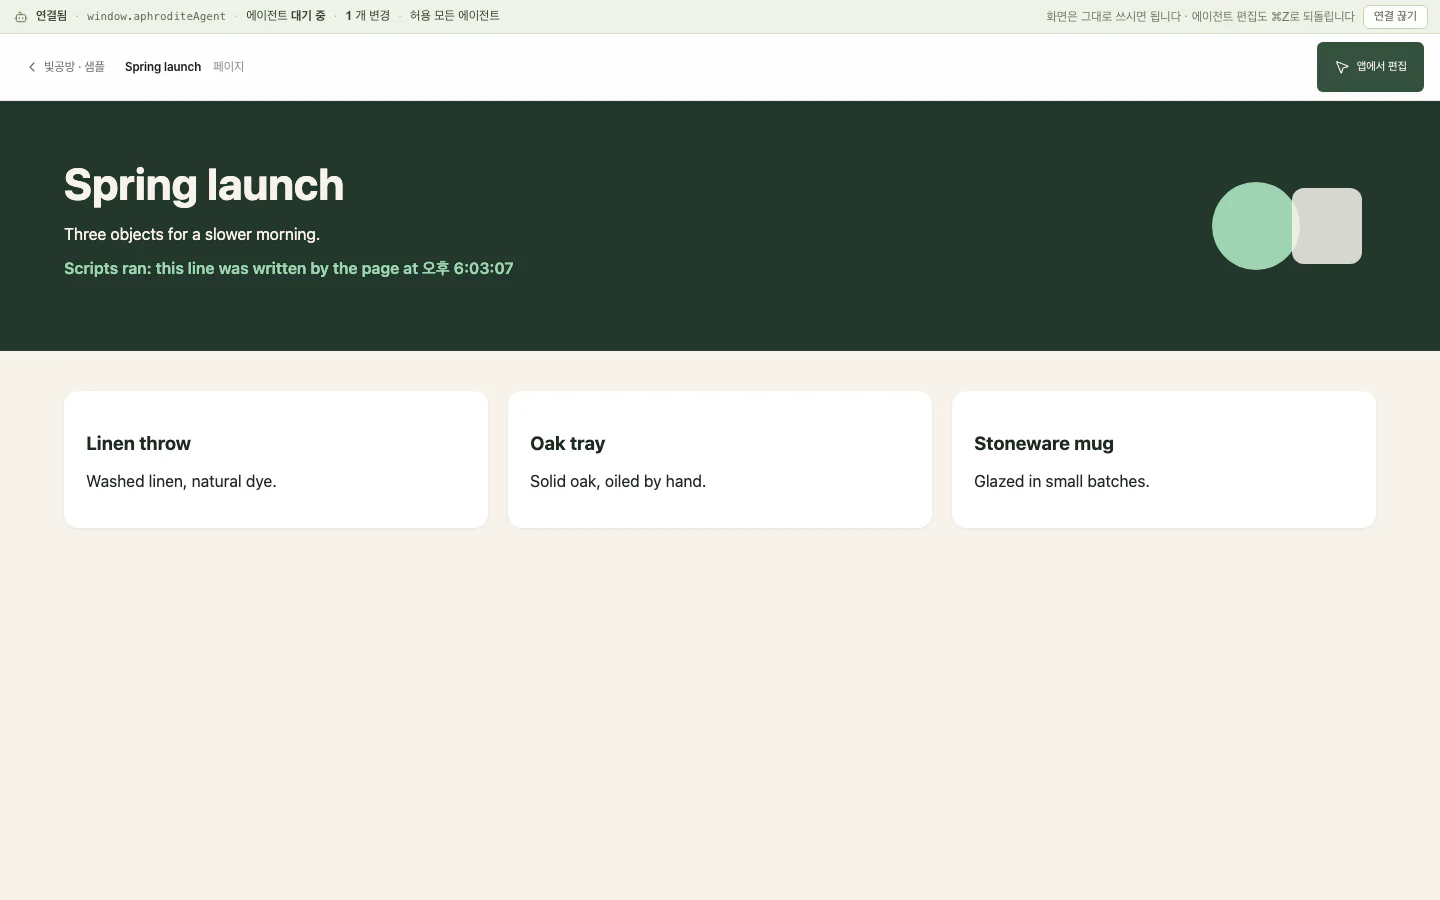 연결됨 · window.aphroditeAgent · 에이전트 대기 중 · 1 개 변경 · 허용 모든 에이전트
화면은 그대로 쓰시면 됩니다 · 에이전트 편집도 ⌘Z로 되돌립니다
연결 끊기
빛공방 · 샘플
Spring launch 페이지
앱에서 편집
Spring launch
Three objects for a slower morning.
Scripts ran: this line was written by the page at 오후 6:03:07
Linen throw
Washed linen, natural dye.
Oak tray
Solid oak, oiled by hand.
Stoneware mug
Glazed in small batches.